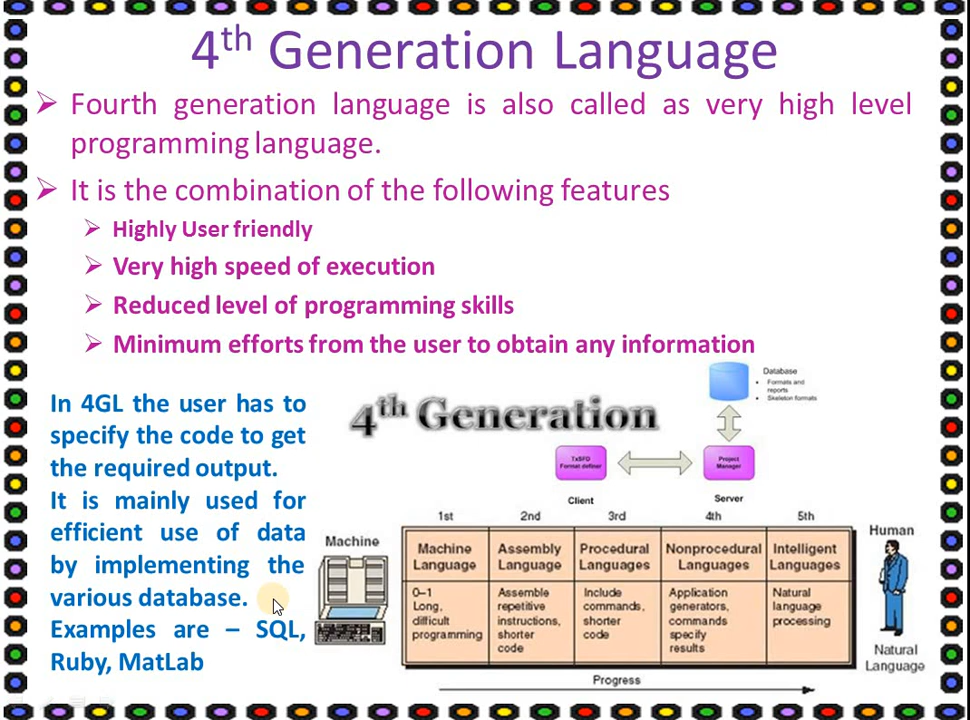 4th Generation Language
Fourth generation language is also called as very high level
programming language.
It is the combination of the following features
Highly User friendly
Very high speed of execution
Reduced level of programming skills
Minimum efforts from the user to obtain any information
In 4GL the user has to
specify the code to get
the required output.
It is mainly used for
efficient use of data
by implementing the
various database.
Examples are – SQL,
Ruby, MatLab
4th Generation
Database
Formats and
reports
Skeleton formats
TxSFD
Format definer
Project
Manager
Client
Server
1st 2nd 3rd 4th 5th
Machine
Human
Machine
Language
Assembly
Language
Procedural
Languages
Nonprocedural
Languages
Intelligent
Languages
0–1
Long,
difficult
programming
Assemble
repetitive
instructions,
shorter
code
Include
commands,
shorter
code
Application
generators,
commands
specify
results
Natural
language
processing
Natural
Language
Progress